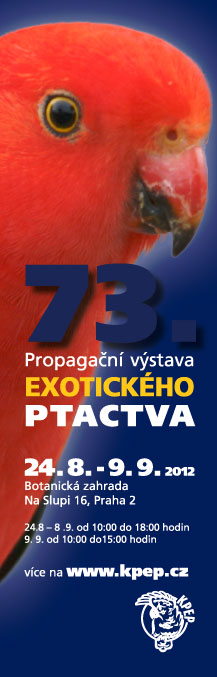 73.
Propagační výstava
EXOTICKÉHO
PTACTVA
24. 8. - 9. 9. 2012
Botanická zahrada
Na Slupi 16, Praha 2
24.8 – 8 .9. od 10:00 do 18:00 hodin
9. 9. od 10:00 do15:00 hodin
více na www.kpep.cz
KPEP